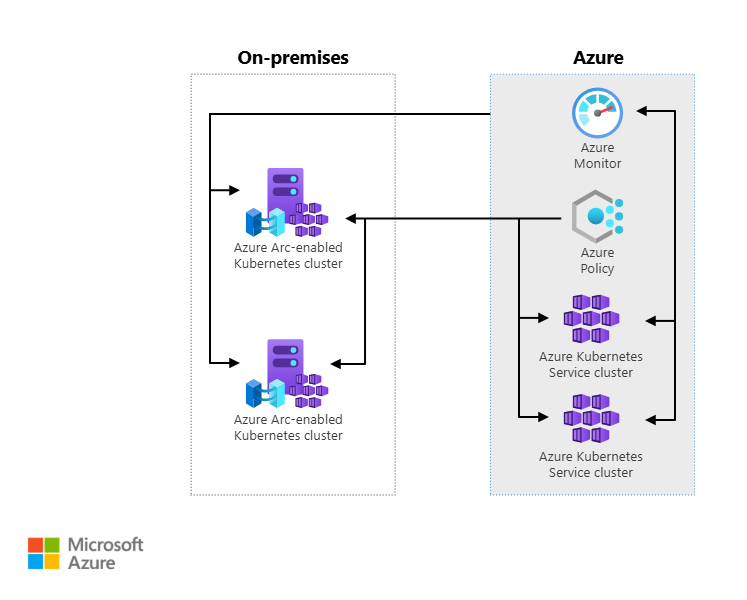 On-premises
Azure
Azure
Monitor
Azure
Policy
Azure Arc-enabled
Kubernetes cluster
Azure Kubernetes
Service cluster
Azure Arc-enabled
Kubernetes cluster
Azure Kubernetes
Service cluster
Microsoft
Azure